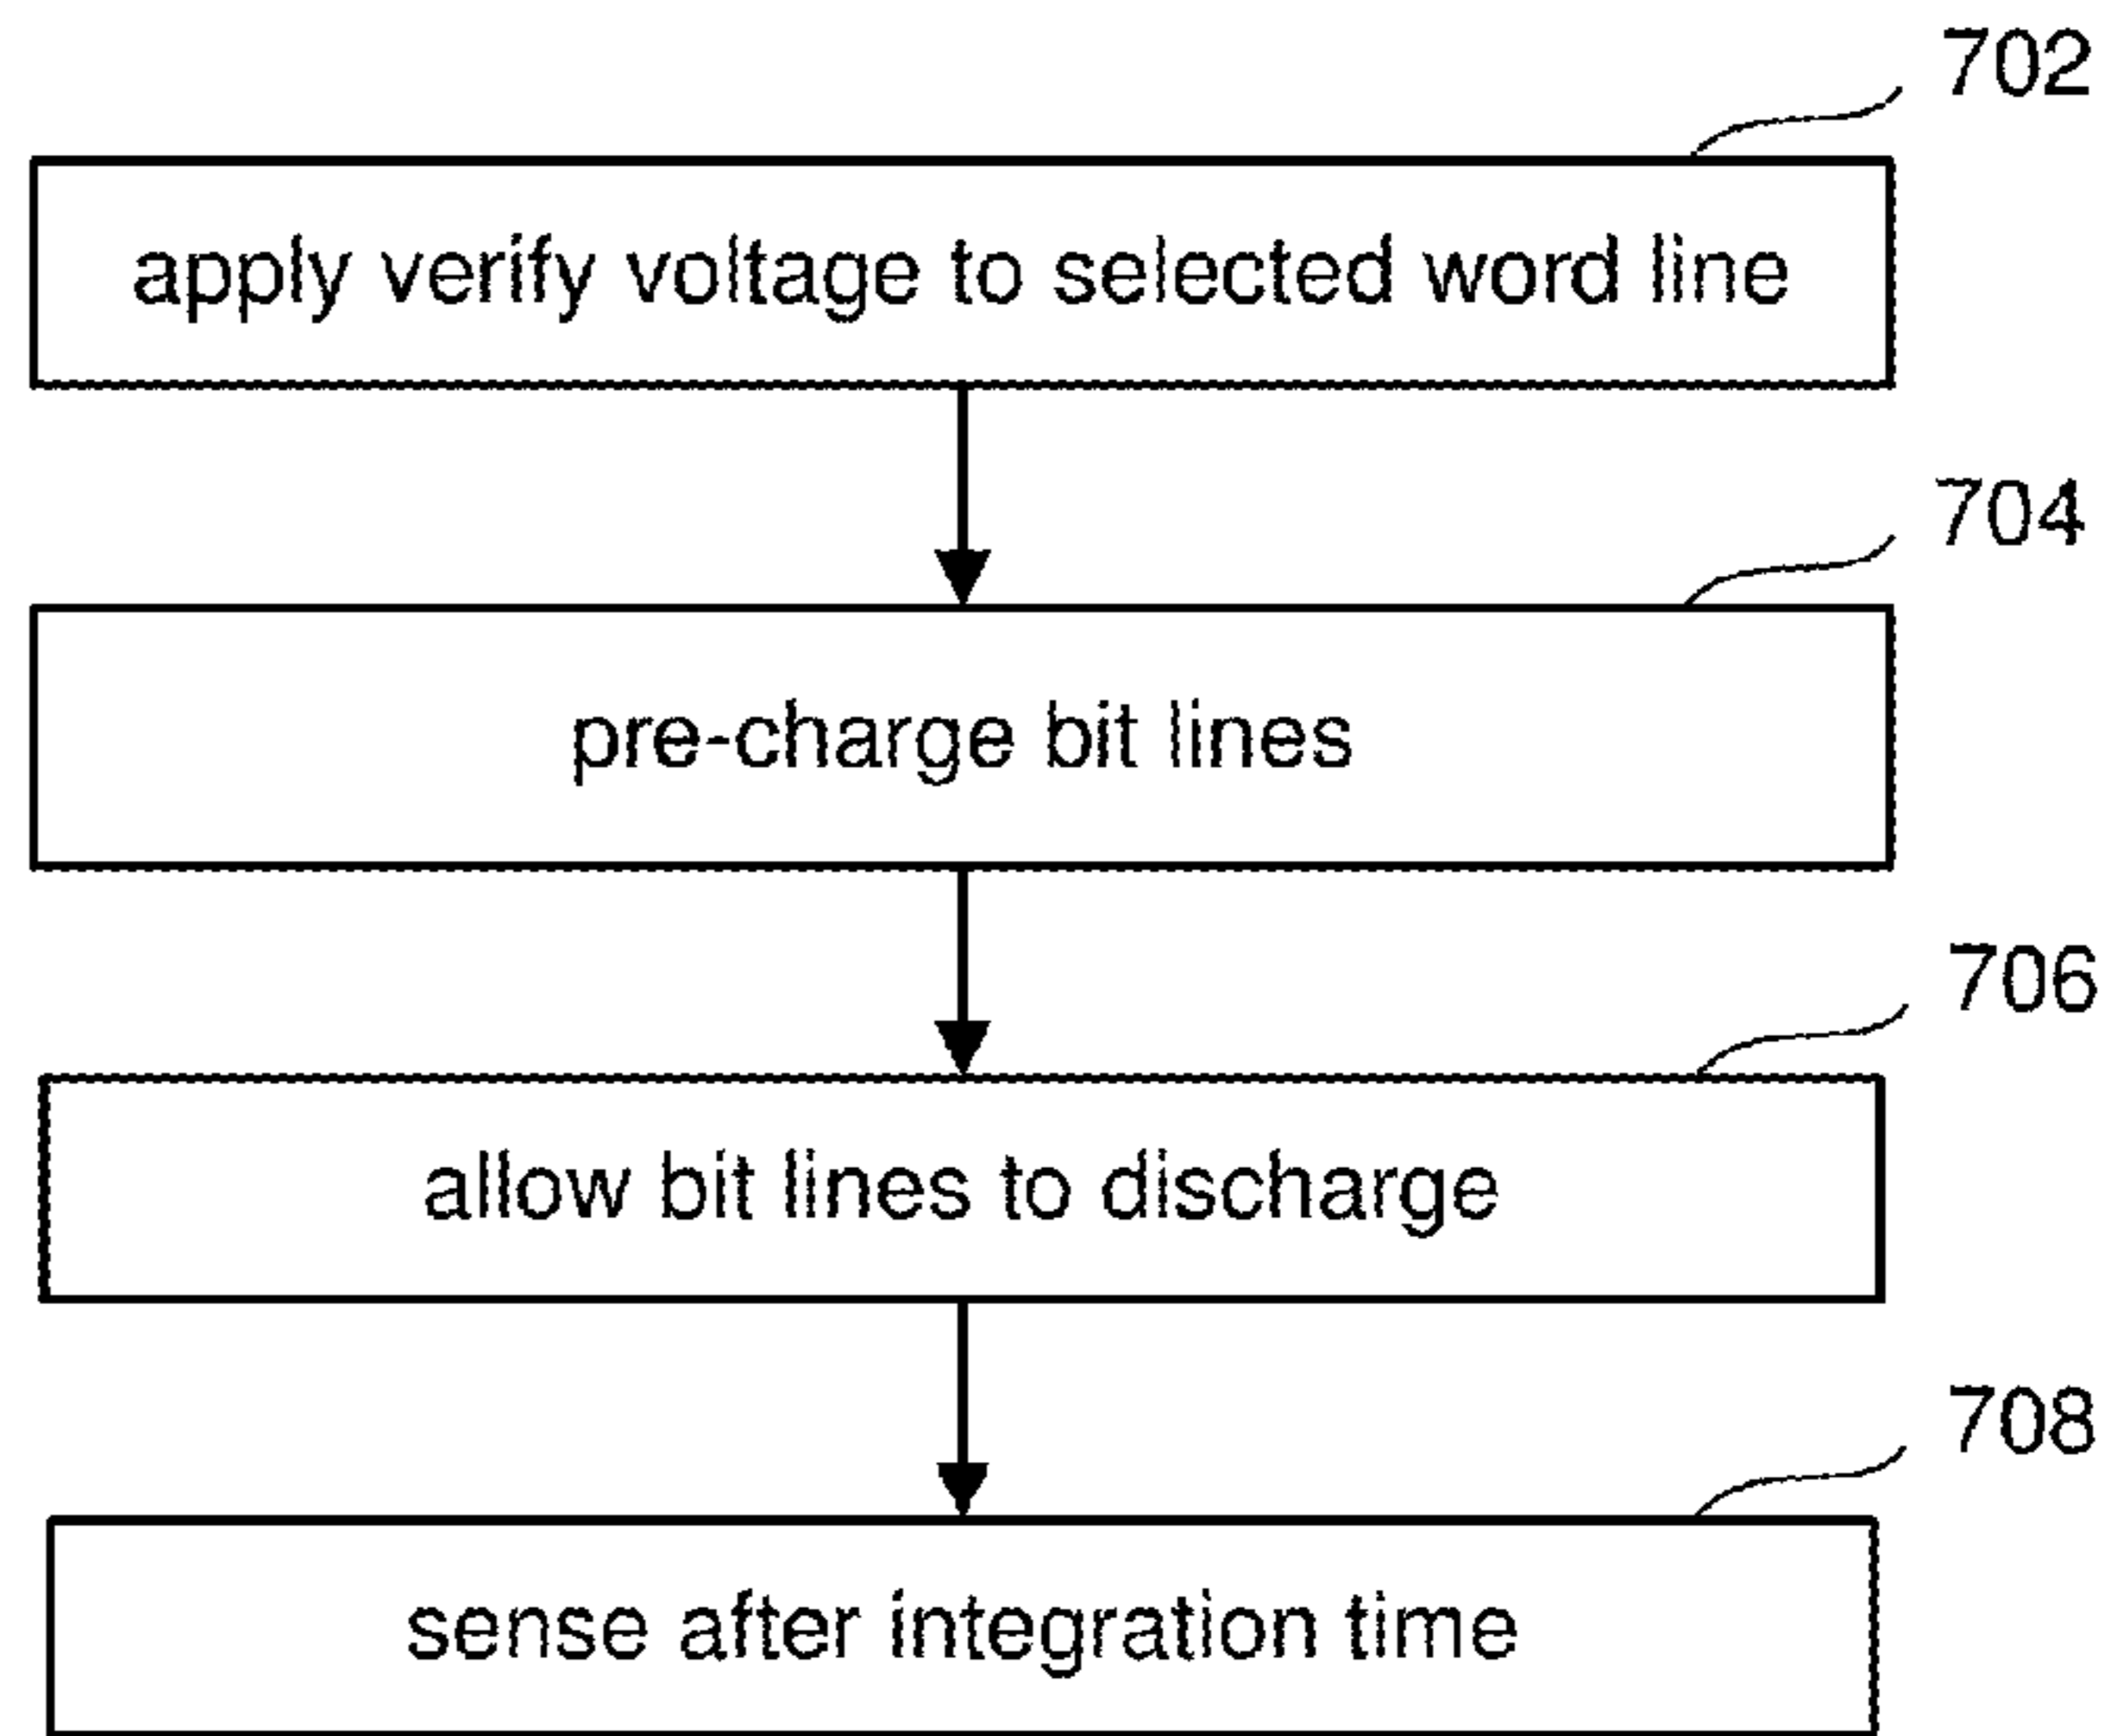 702
apply verify voltage to selected word line
704
pre-charge bit lines
706
allow bit lines to discharge
708
sense after integration time